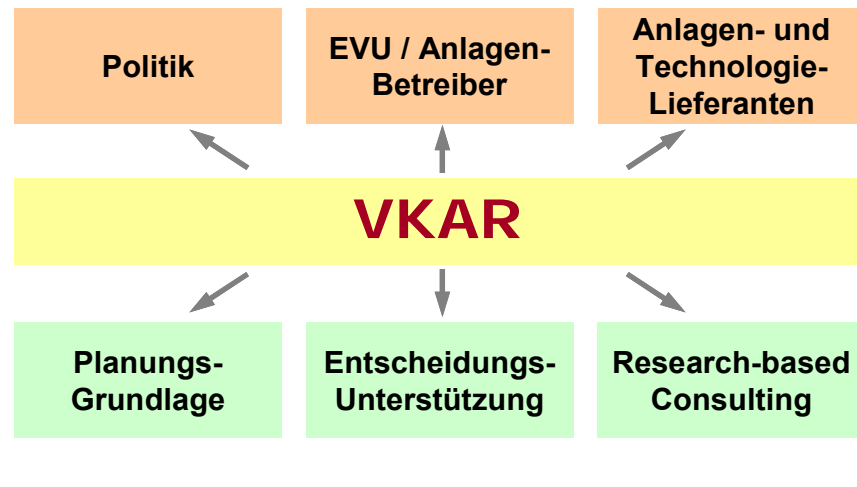 Politik
EVU / Anlagen-
Betreiber
Anlagen- und
Technologie-
Lieferanten
VKAR
Planungs-
Grundlage
Entscheidungs-
Unterstützung
Research-based
Consulting